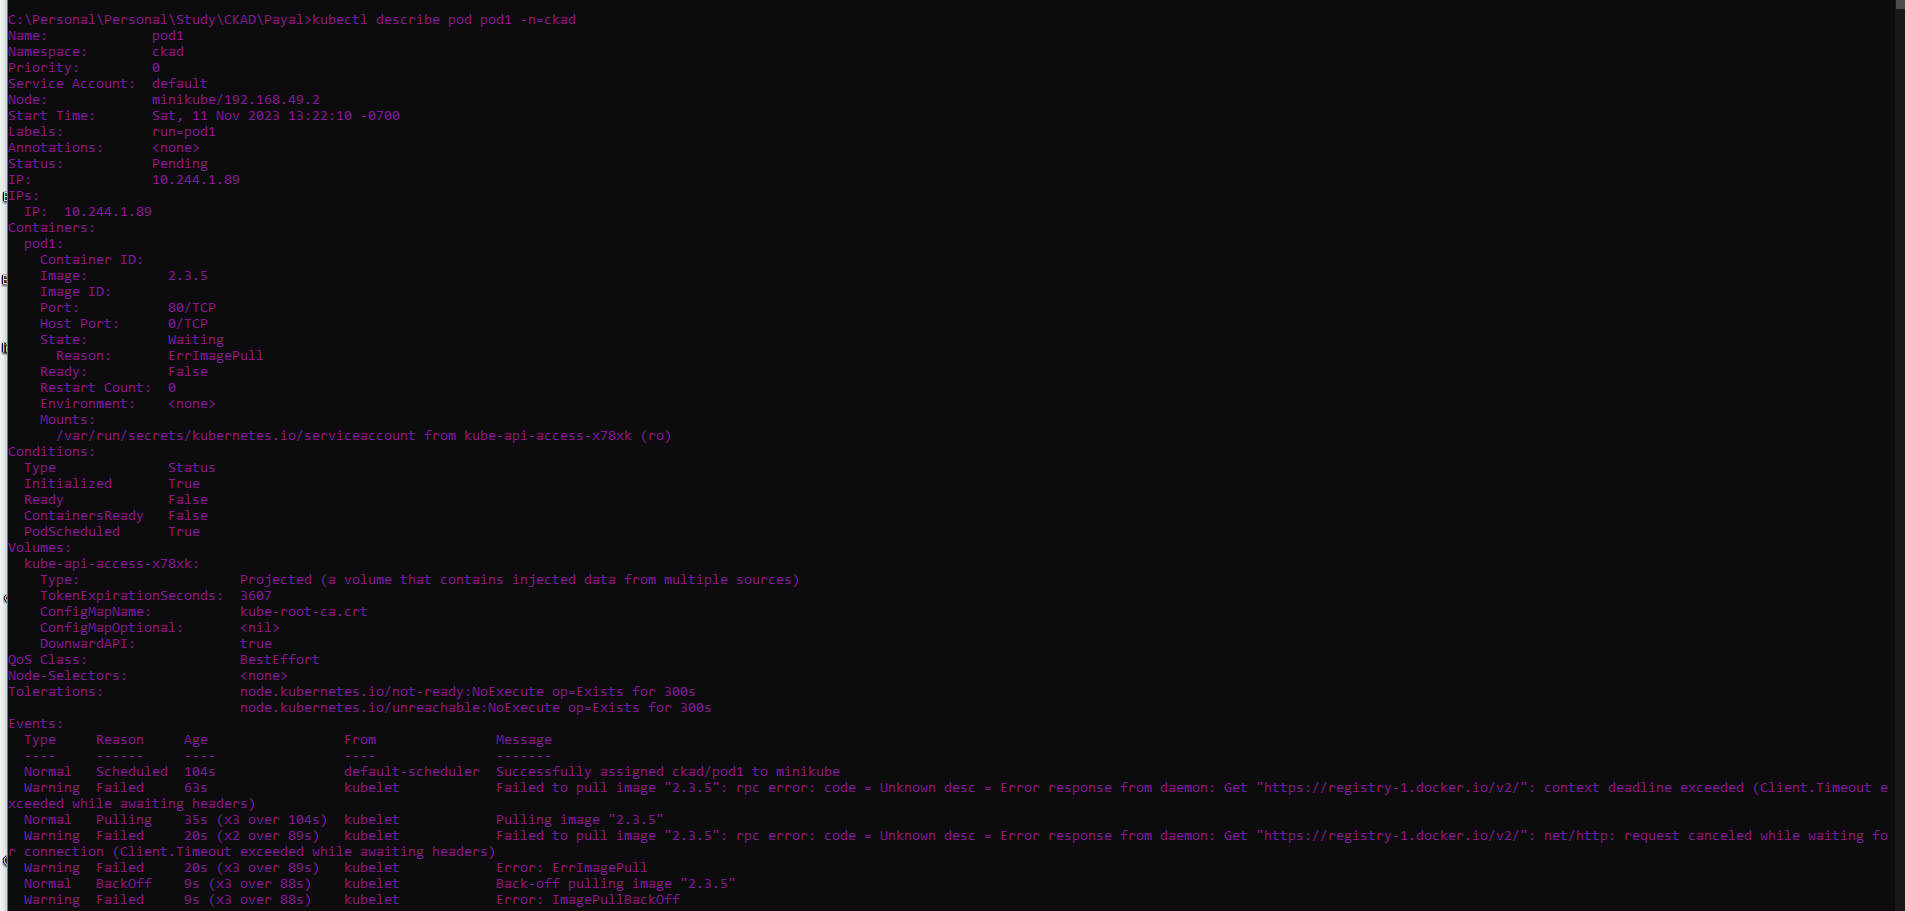 C:\Personal\Personal\Study\CKAD\Payal>kubectl describe pod pod1 -n=ckad
Name:             pod1
Namespace:        ckad
Priority:         0
Service Account:  default
Node:             minikube/192.168.49.2
Start Time:       Sat, 11 Nov 2023 13:22:10 -0700
Labels:           run=pod1
Annotations:      <none>
Status:           Pending
IP:               10.244.1.89
IPs:
  IP:  10.244.1.89
Containers:
  pod1:
    Container ID:
    Image:          2.3.5
    Image ID:
    Port:           80/TCP
    Host Port:      0/TCP
    State:          Waiting
      Reason:       ErrImagePull
    Ready:          False
    Restart Count:  0
    Environment:    <none>
    Mounts:
      /var/run/secrets/kubernetes.io/serviceaccount from kube-api-access-x78xk (ro)
Conditions:
  Type              Status
  Initialized       True
  Ready             False
  ContainersReady   False
  PodScheduled      True
Volumes:
  kube-api-access-x78xk:
    Type:                    Projected (a volume that contains injected data from multiple sources)
    TokenExpirationSeconds:  3607
    ConfigMapName:           kube-root-ca.crt
    ConfigMapOptional:       <nil>
    DownwardAPI:             true
QoS Class:                   BestEffort
Node-Selectors:              <none>
Tolerations:                 node.kubernetes.io/not-ready:NoExecute op=Exists for 300s
                             node.kubernetes.io/unreachable:NoExecute op=Exists for 300s
Events:
  Type     Reason     Age                 From               Message
  ----     ------     ----                ----               -------
  Normal   Scheduled  104s                default-scheduler  Successfully assigned ckad/pod1 to minikube
  Warning  Failed     63s                 kubelet            Failed to pull image "2.3.5": rpc error: code = Unknown desc = Error response from daemon: Get "https://registry-1.docker.io/v2/": context deadline exceeded (Client.Timeout e
xceeded while awaiting headers)
  Normal   Pulling    35s (x3 over 104s)  kubelet            Pulling image "2.3.5"
  Warning  Failed     20s (x2 over 89s)   kubelet            Failed to pull image "2.3.5": rpc error: code = Unknown desc = Error response from daemon: Get "https://registry-1.docker.io/v2/": net/http: request canceled while waiting fo
r connection (Client.Timeout exceeded while awaiting headers)
  Warning  Failed     20s (x3 over 89s)   kubelet            Error: ErrImagePull
  Normal   BackOff    9s (x3 over 88s)    kubelet            Back-off pulling image "2.3.5"
  Warning  Failed     9s (x3 over 88s)    kubelet            Error: ImagePullBackOff